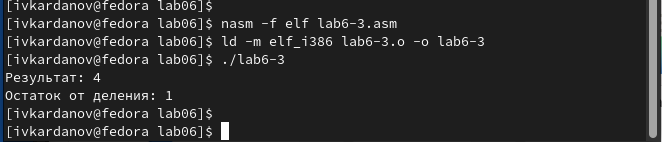 [ivkardanov@fedora lab06]$
[ivkardanov@fedora lab06]$ nasm -f elf lab6-3.asm
[ivkardanov@fedora lab06]$ ld -m elf_i386 lab6-3.o -o lab6-3
[ivkardanov@fedora lab06]$ ./lab6-3
Результат: 4
Остаток от деления: 1
[ivkardanov@fedora lab06]$
[ivkardanov@fedora lab06]$